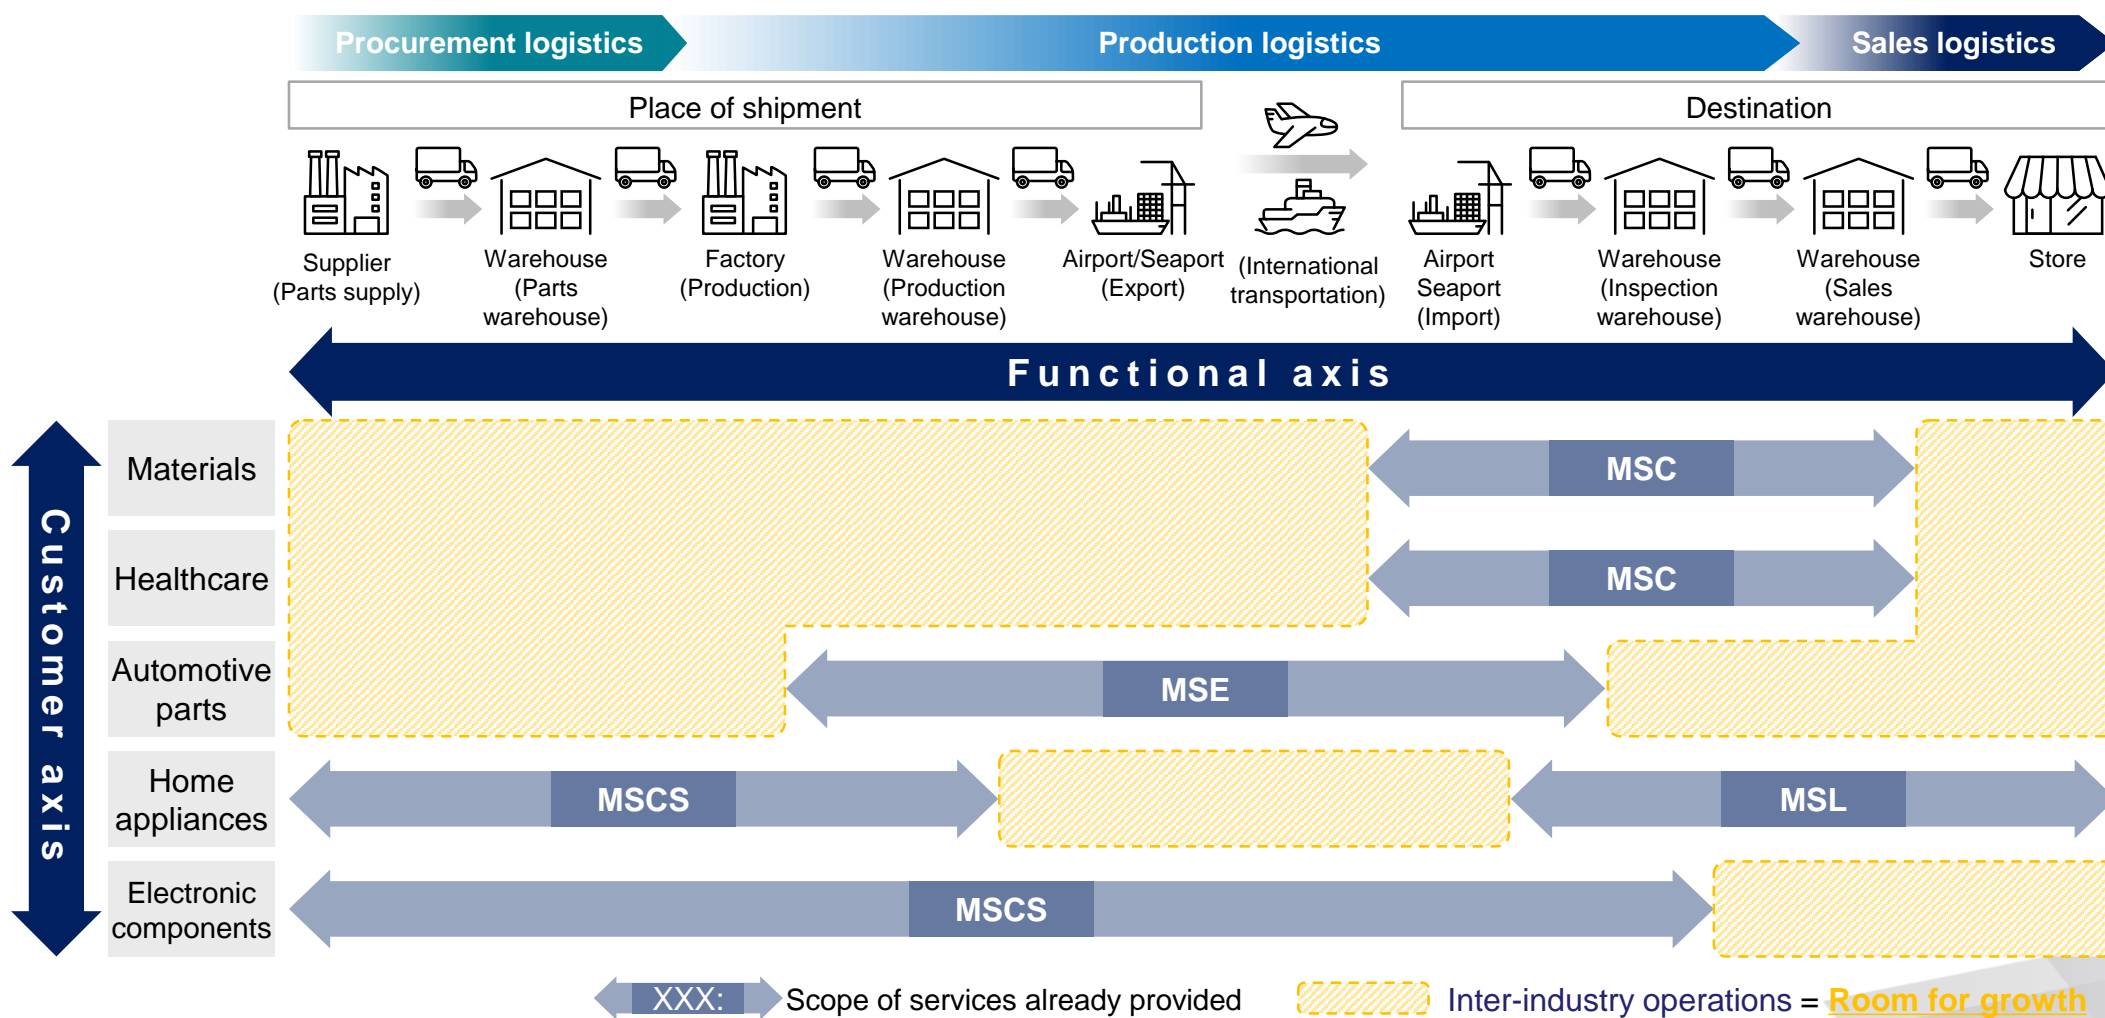 Procurement logistics
Production logistics
Sales logistics
Place of shipment
Destination
Supplier
(Parts supply)
Warehouse
(Parts
warehouse)
Factory
(Production)
Warehouse
(Production
warehouse)
Airport/Seaport
(Export)
(International
transportation)
Airport
Seaport
(Import)
Warehouse
(Inspection
warehouse)
Warehouse
(Sales
warehouse)
Store
Functional axis
Customer axis
Materials
MSC
Healthcare
MSC
Automotive
parts
MSE
Home
appliances
MSCS
MSL
Electronic
components
MSCS
XXX:
Scope of services already provided
Inter-industry operations = Room for growth